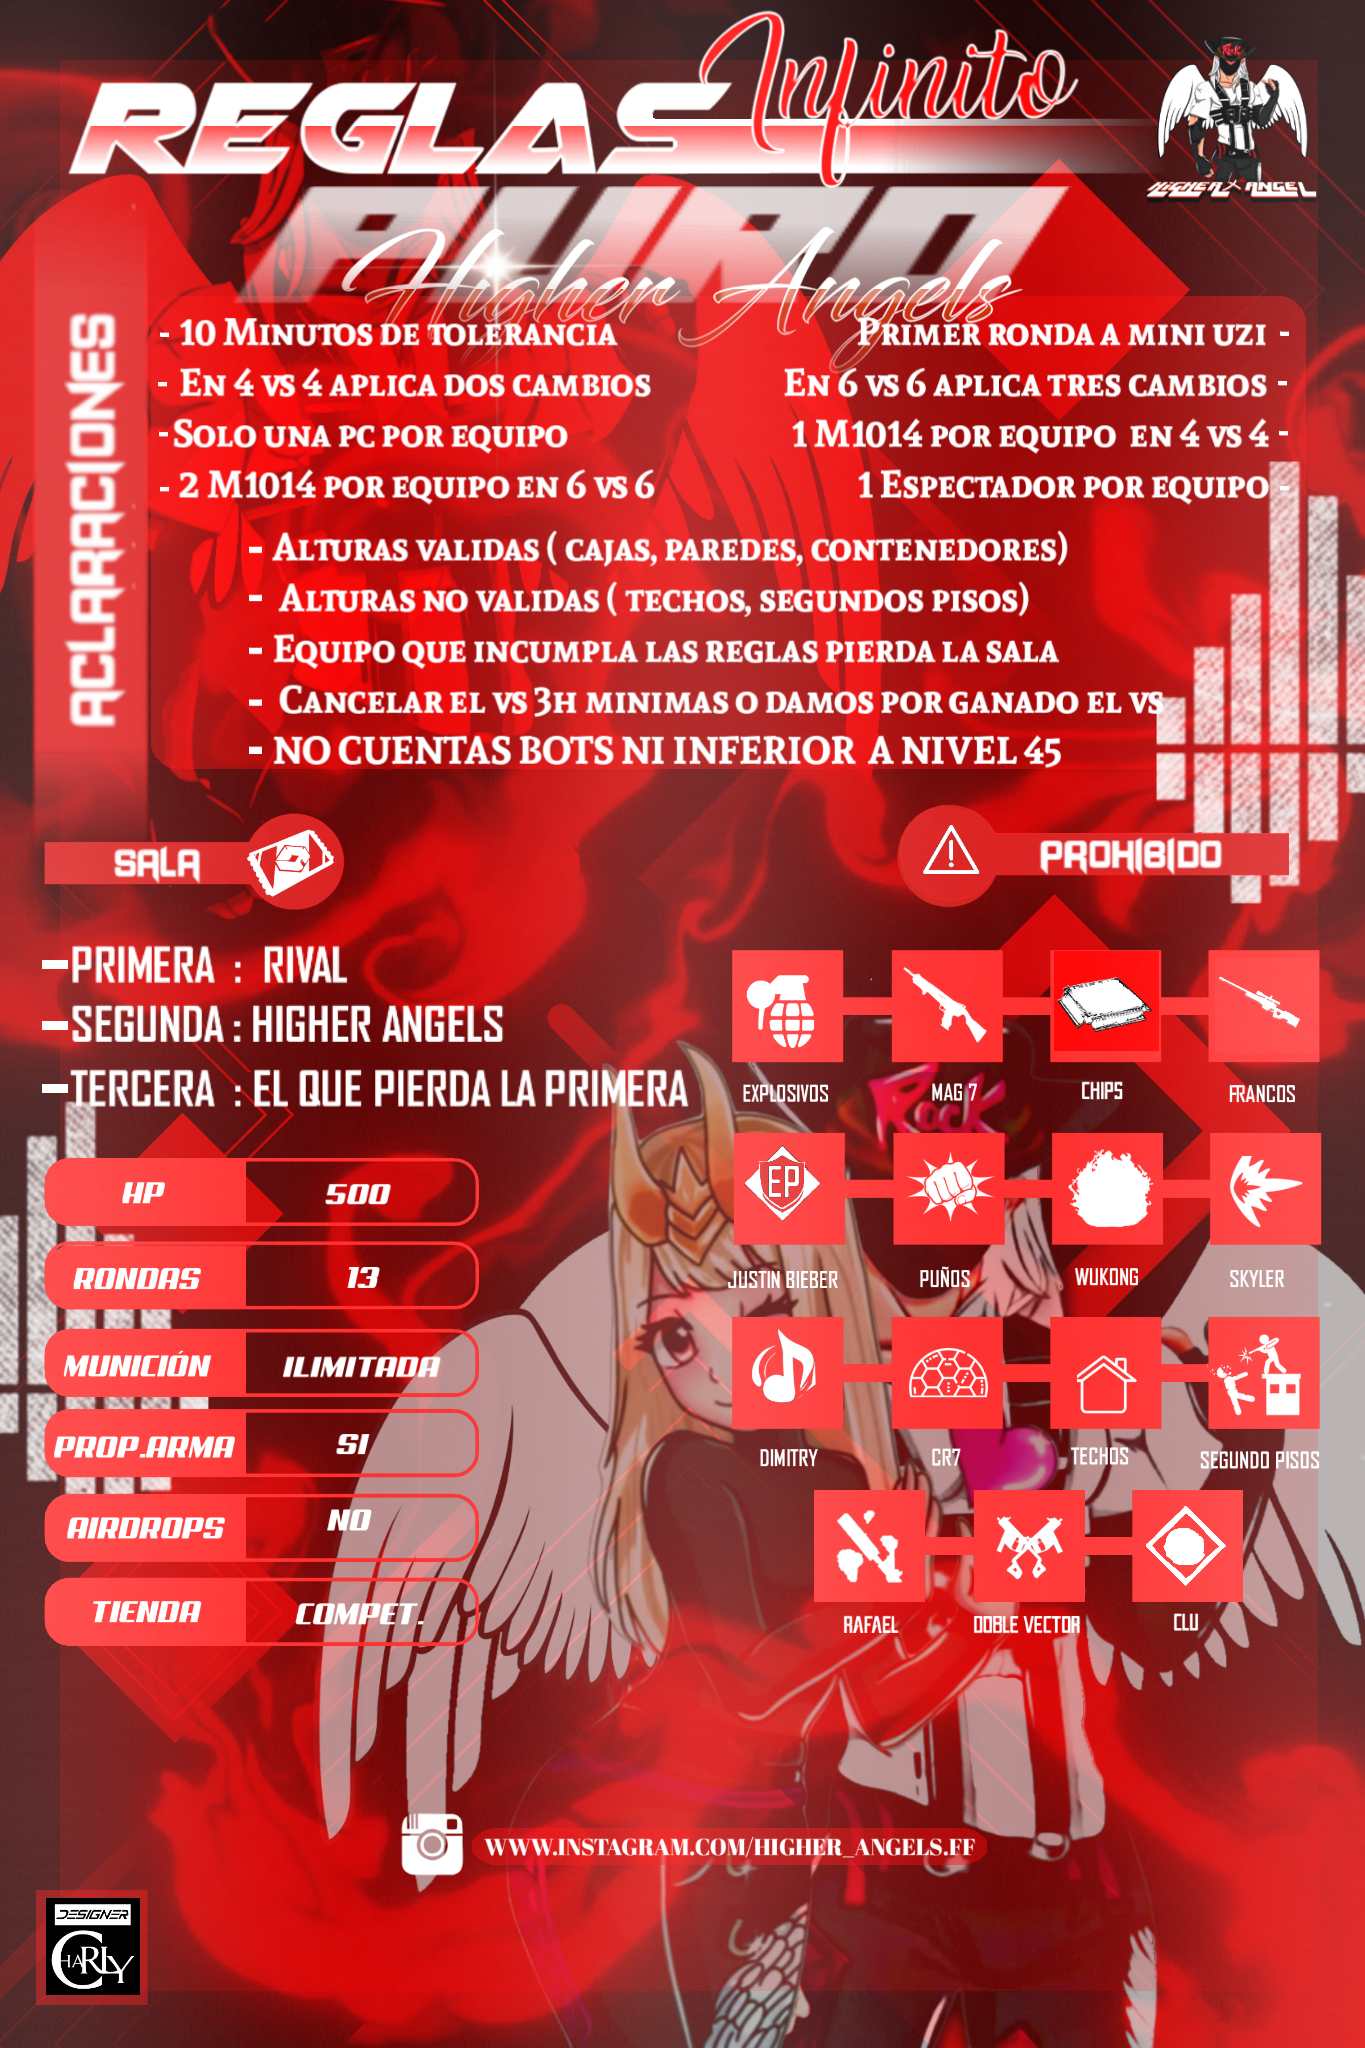 REGLAS Infinito
PURO
Higher Angels
Rock
HIGHER X ANGEL
ACLARACIONES
- 10 Minutos de tolerancia
Primer ronda a mini uzi -
- En 4 vs 4 aplica dos cambios
En 6 vs 6 aplica tres cambios -
- Solo una pc por equipo
1 M1014 por equipo en 4 vs 4 -
- 2 M1014 por equipo en 6 vs 6
1 Espectador por equipo -
- Alturas validas ( cajas, paredes, contenedores)
- Alturas no validas ( techos, segundos pisos)
- Equipo que incumpla las reglas pierda la sala
- Cancelar el vs 3h minimas o damos por ganado el vs
- NO CUENTAS BOTS NI INFERIOR A NIVEL 45
SALA
PROHIBIDO
-PRIMERA : RIVAL
-SEGUNDA : HIGHER ANGELS
-TERCERA : EL QUE PIERDA LA PRIMERA
EXPLOSIVOS
MAG 7
CHIPS
FRANCOS
Rock
EP
JUSTIN BIEBER
PUÑOS
WUKONG
SKYLER
DIMITRY
CR7
TECHOS
SEGUNDO PISOS
RAFAEL
DOBLE VECTOR
CLU
HP 500
RONDAS 13
MUNICIÓN ILIMITADA
PROP.ARMA SI
AIRDROPS NO
TIENDA COMPET.
WWW.INSTAGRAM.COM/HIGHER_ANGELS.FF
DESIGNER
CHARLY